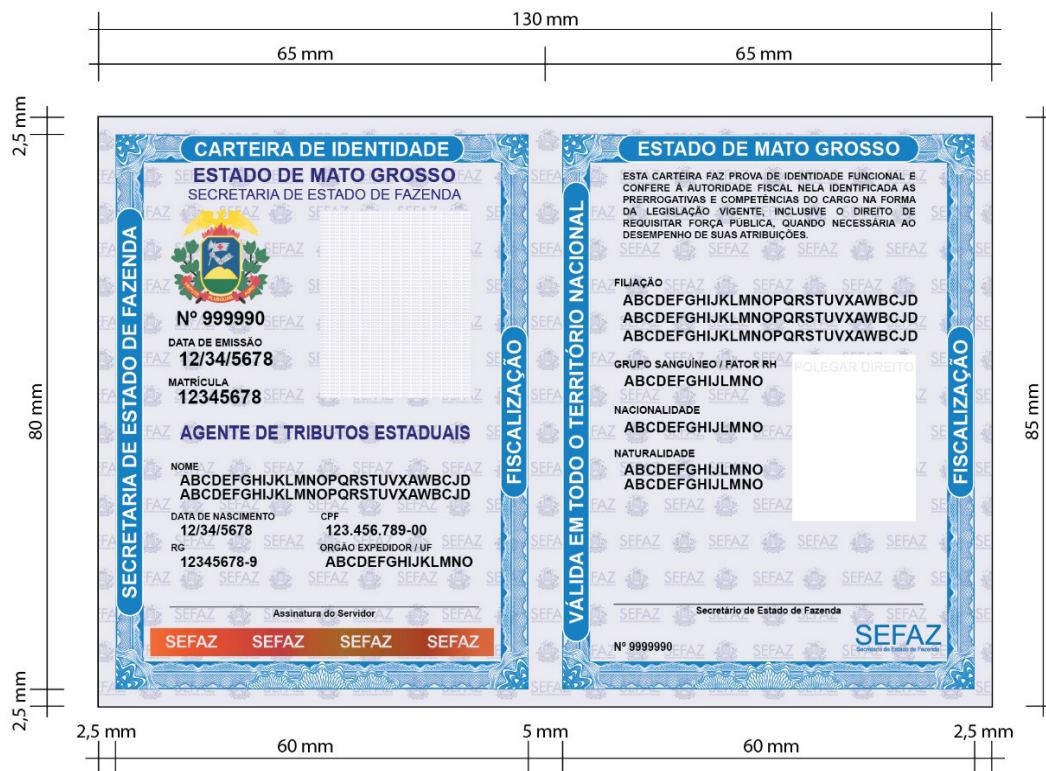 130 mm
65 mm
65 mm
2,5 mm
80 mm
2,5 mm
85 mm
CARTEIRA DE IDENTIDADE
ESTADO DE MATO GROSSO
SECRETARIA DE ESTADO DE FAZENDA
SECRETARIA DE ESTADO DE FAZENDA
FISCALIZAÇÃO
Nº 999990
DATA DE EMISSÃO
12/34/5678
MATRÍCULA
12345678
AGENTE DE TRIBUTOS ESTADUAIS
NOME
ABCDEFGHIJKLMNOPQRSTUVXAWBCJD
ABCDEFGHIJKLMNOPQRSTUVXAWBCJD
DATA DE NASCIMENTO CPF
12/34/5678 123.456.789-00
RG ORGÃO EXPEDIDOR / UF
12345678-9 ABCDEFGHIJKLMNO
Assinatura do Servidor
SEFAZ SEFAZ SEFAZ SEFAZ
ESTADO DE MATO GROSSO
VÁLIDA EM TODO O TERRITÓRIO NACIONAL
FISCALIZAÇÃO
ESTA CARTEIRA FAZ PROVA DE IDENTIDADE FUNCIONAL E
CONFERE À AUTORIDADE FISCAL NELA IDENTIFICADA AS
PRERROGATIVAS E COMPETÊNCIAS DO CARGO NA FORMA
DA LEGISLAÇÃO VIGENTE, INCLUSIVE O DIREITO DE
REQUISITAR FORÇA PÚBLICA, QUANDO NECESSÁRIA AO
DESEMPENHO DE SUAS ATRIBUIÇÕES.
FILIAÇÃO
ABCDEFGHIJKLMNOPQRSTUVXAWBCJD
ABCDEFGHIJKLMNOPQRSTUVXAWBCJD
ABCDEFGHIJKLMNOPQRSTUVXAWBCJD
GRUPO SANGUÍNEO / FATOR RH
ABCDEFGHIJLMNO
POLEGAR DIREITO
NACIONALIDADE
ABCDEFGHIJLMNO
NATURALIDADE
ABCDEFGHIJLMNO
ABCDEFGHIJLMNO
Secretário de Estado de Fazenda
Nº 9999990
SEFAZ
Secretaria de Estado de Fazenda
2,5 mm
60 mm
5 mm
60 mm
2,5 mm